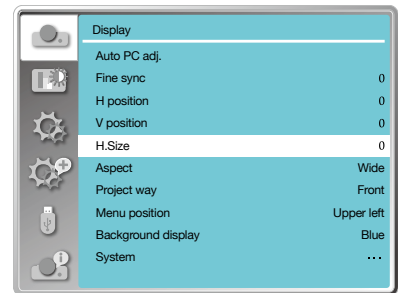 Display
Auto PC adj.
Fine sync 0
H position 0
V position 0
H.Size 0
Aspect Wide
Project way Front
Menu position Upper left
Background display Blue
System ...